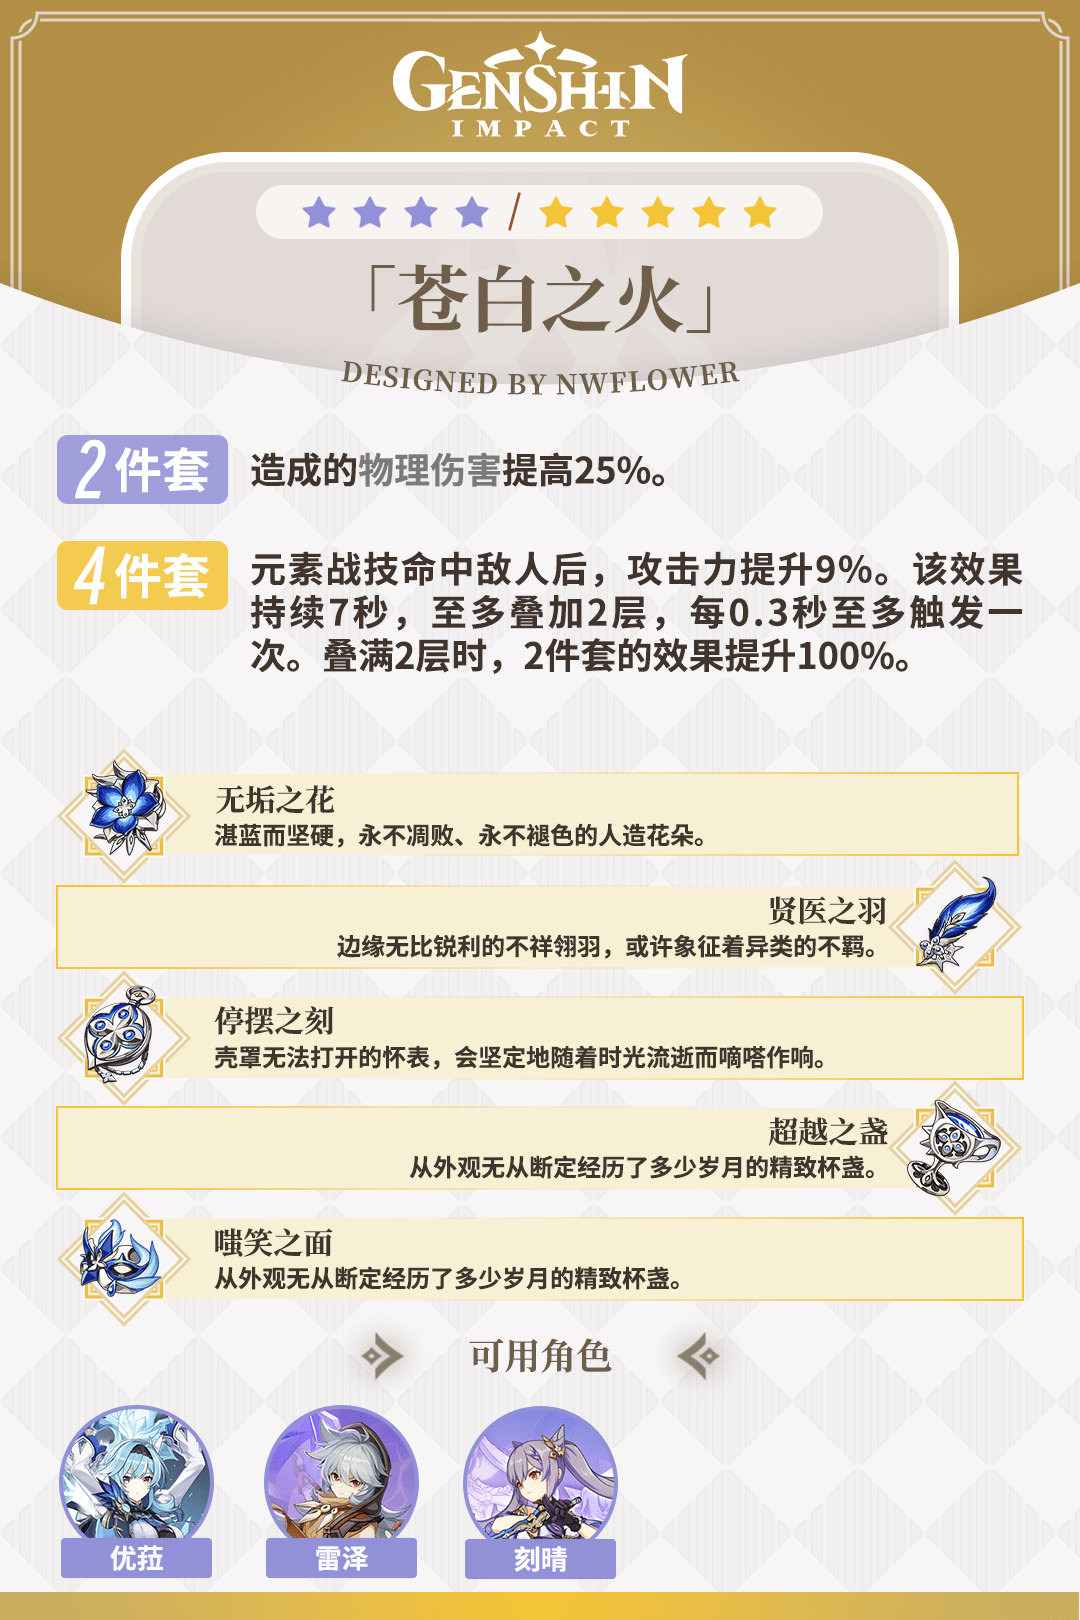 GENSHIN
IMPACT
「苍白之火」
DESIGNED BY NWFLOWER
2件套
造成的物理伤害提高25%。
4件套
元素战技命中敌人后，攻击力提升9%。该效果
持续7秒，至多叠加2层，每0.3秒至多触发一
次。叠满2层时，2件套的效果提升100%。
无垢之花
湛蓝而坚硬，永不凋败、永不褪色的人造花朵。
贤医之羽
边缘无比锐利的不祥翎羽，或许象征着异类的不羁。
停摆之刻
壳罩无法打开的怀表，会坚定地随着时光流逝而嘀嗒作响。
超越之盏
从外观无从断定经历了多少岁月的精致杯盏。
嗤笑之面
从外观无从断定经历了多少岁月的精致杯盏。
可用角色
优菈
雷泽
刻晴